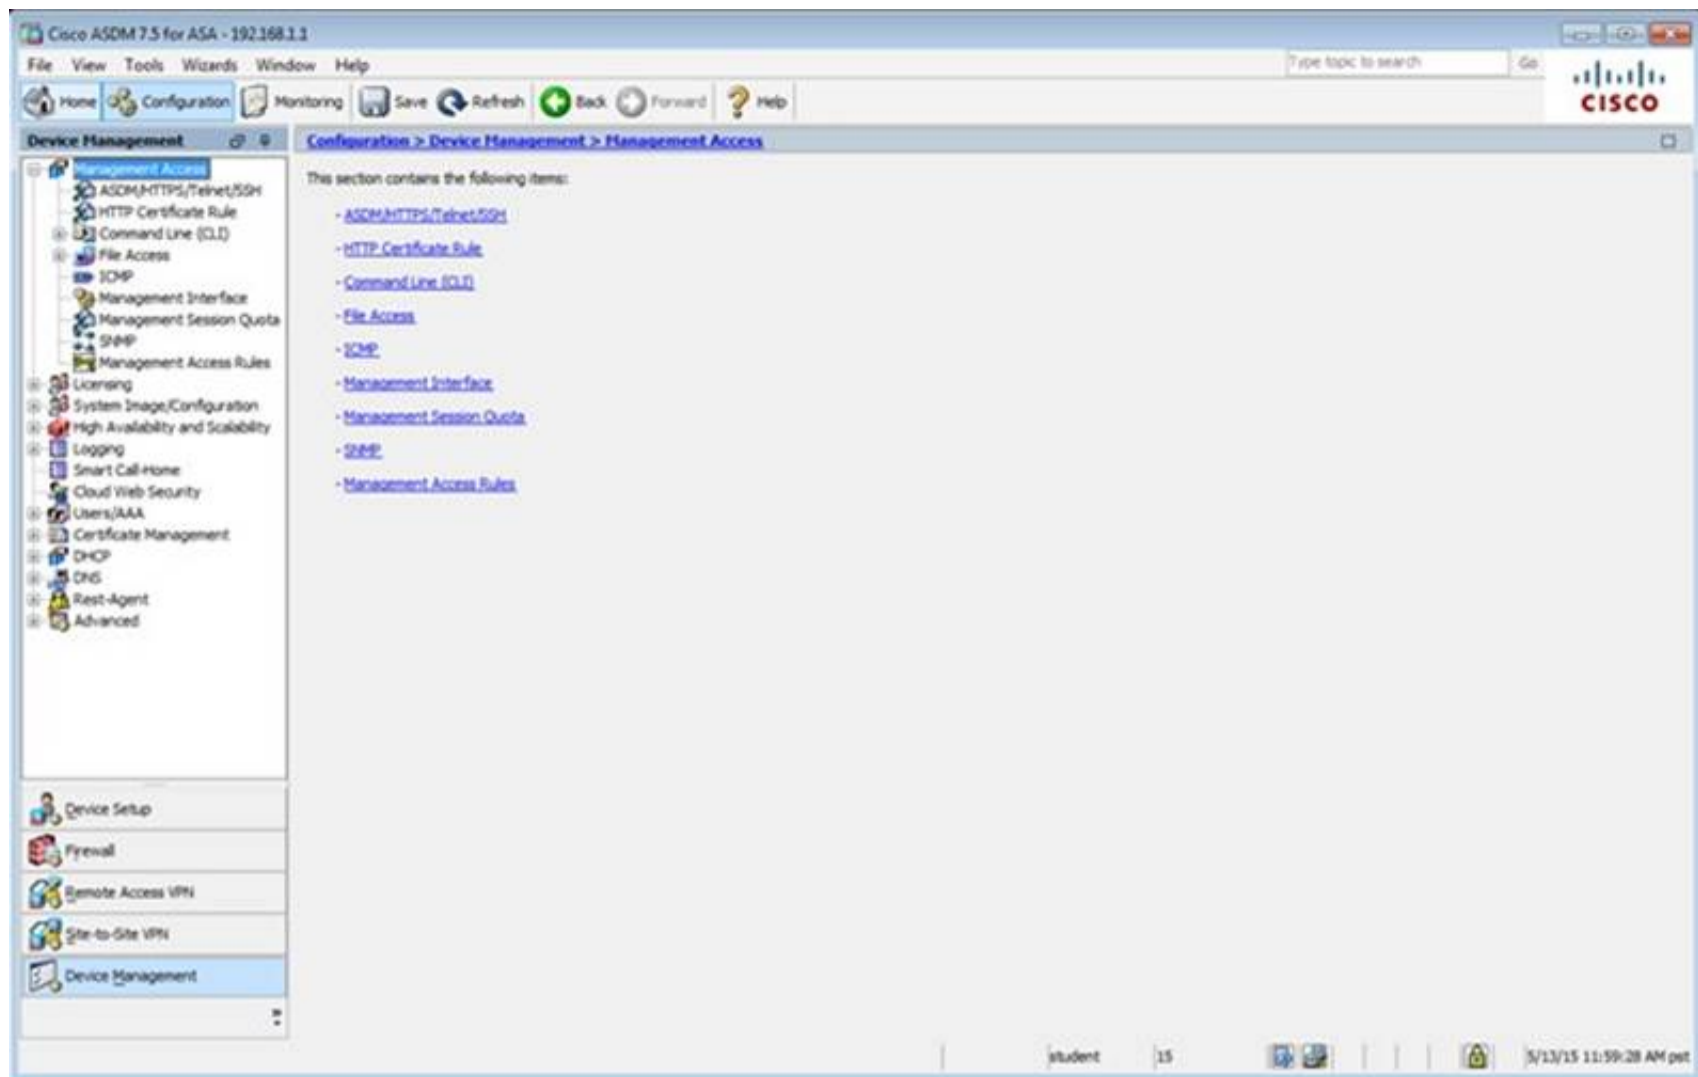 Cisco ASDM 7.5 for ASA - 192.168.1.1
File View Tools Wizards Window Help
Type topic to search Go
Home Configuration Monitoring Save Refresh Back Forward Help
CISCO
Device Management
Configuration > Device Management > Management Access
Management Access
ASDM/HTTPS/Telnet/SSH
HTTP Certificate Rule
Command Line (CLI)
File Access
ICMP
Management Interface
Management Session Quota
SNMP
Management Access Rules
Licensing
System Image/Configuration
High Availability and Scalability
Logging
Smart Call-Home
Cloud Web Security
Users/AAA
Certificate Management
DHCP
DNS
Rest-Agent
Advanced
This section contains the following items:
- ASDM/HTTPS/Telnet/SSH
- HTTP Certificate Rule
- Command Line (CLI)
- File Access
- ICMP
- Management Interface
- Management Session Quota
- SNMP
- Management Access Rules
Device Setup
Firewall
Remote Access VPN
Site-to-Site VPN
Device Management
student 15 5/13/15 11:59:28 AM pst